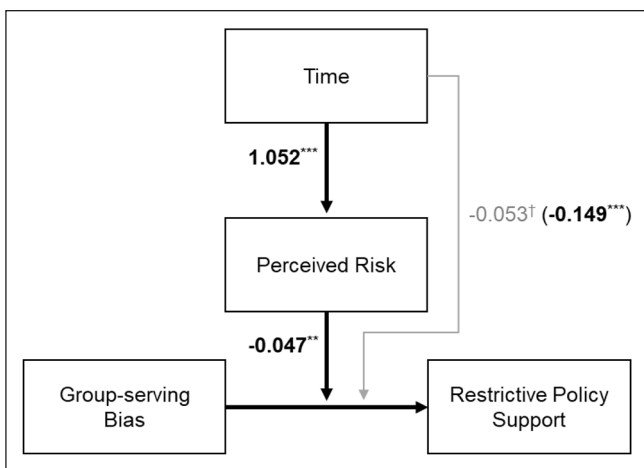 Time
1.052***
-0.053† (-0.149***)
Perceived Risk
-0.047**
Group-serving
Bias
Restrictive Policy
Support